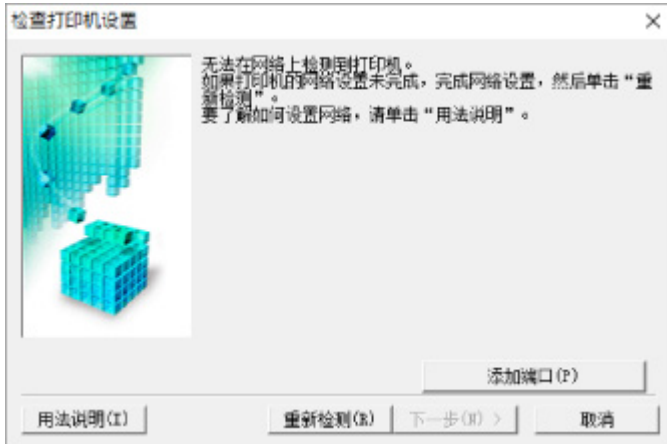 检查打印机设置
无法在网络上检测到打印机。
如果打印机的网络设置未完成，完成网络设置，然后单击“重
新检测”。
要了解如何设置网络，请单击“用法说明”。
添加端口(P)
用法说明(I)
重新检测(R)
下一步(N) >
取消